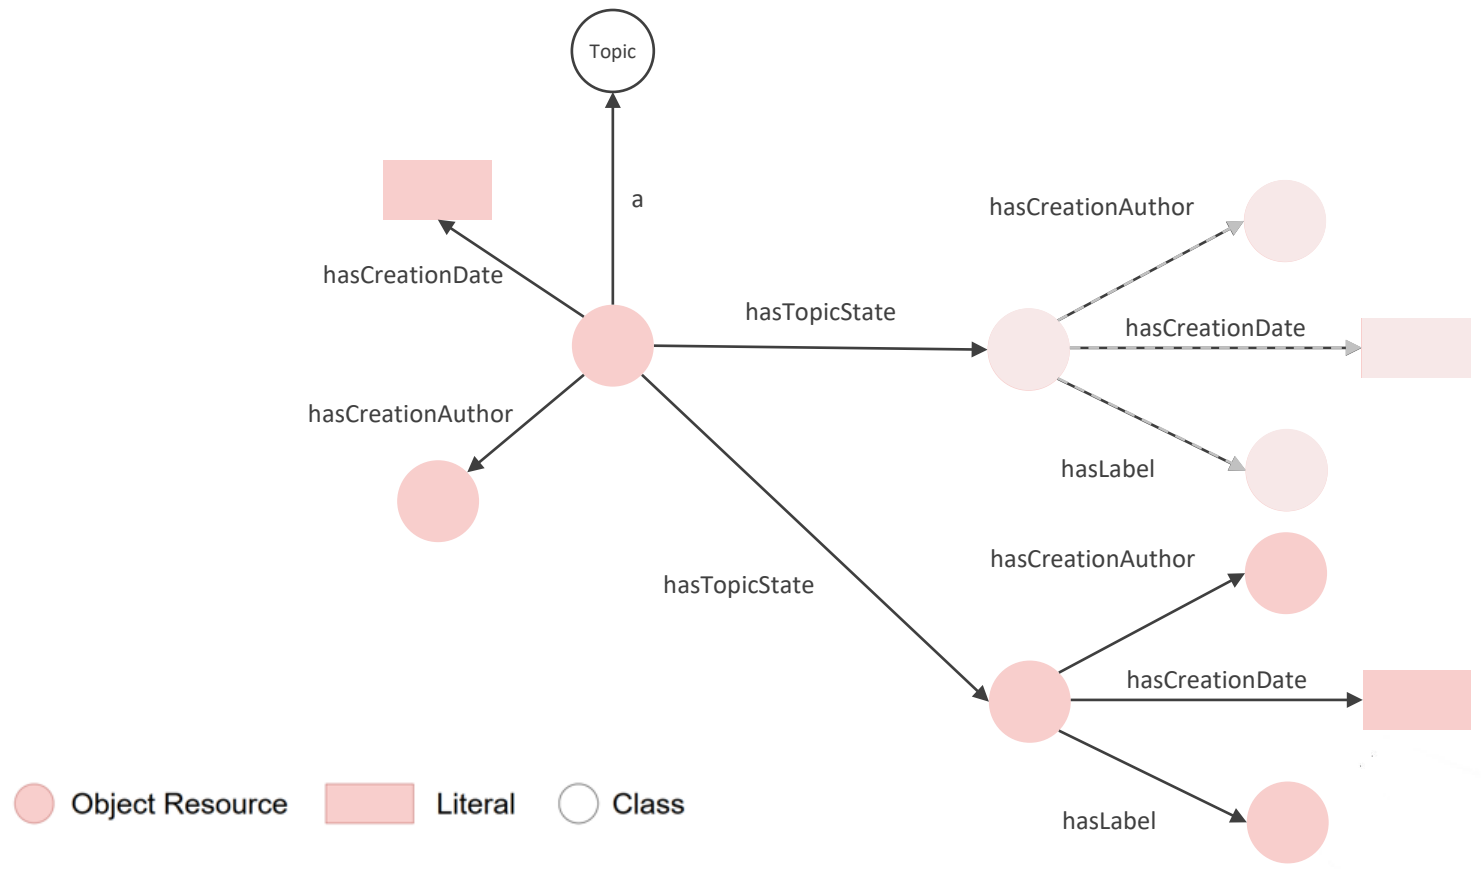 Topic
a
hasCreationAuthor
hasCreationDate
hasTopicState
hasCreationDate
hasCreationAuthor
hasLabel
hasCreationAuthor
hasTopicState
hasCreationDate
hasLabel
Object Resource
Literal
Class